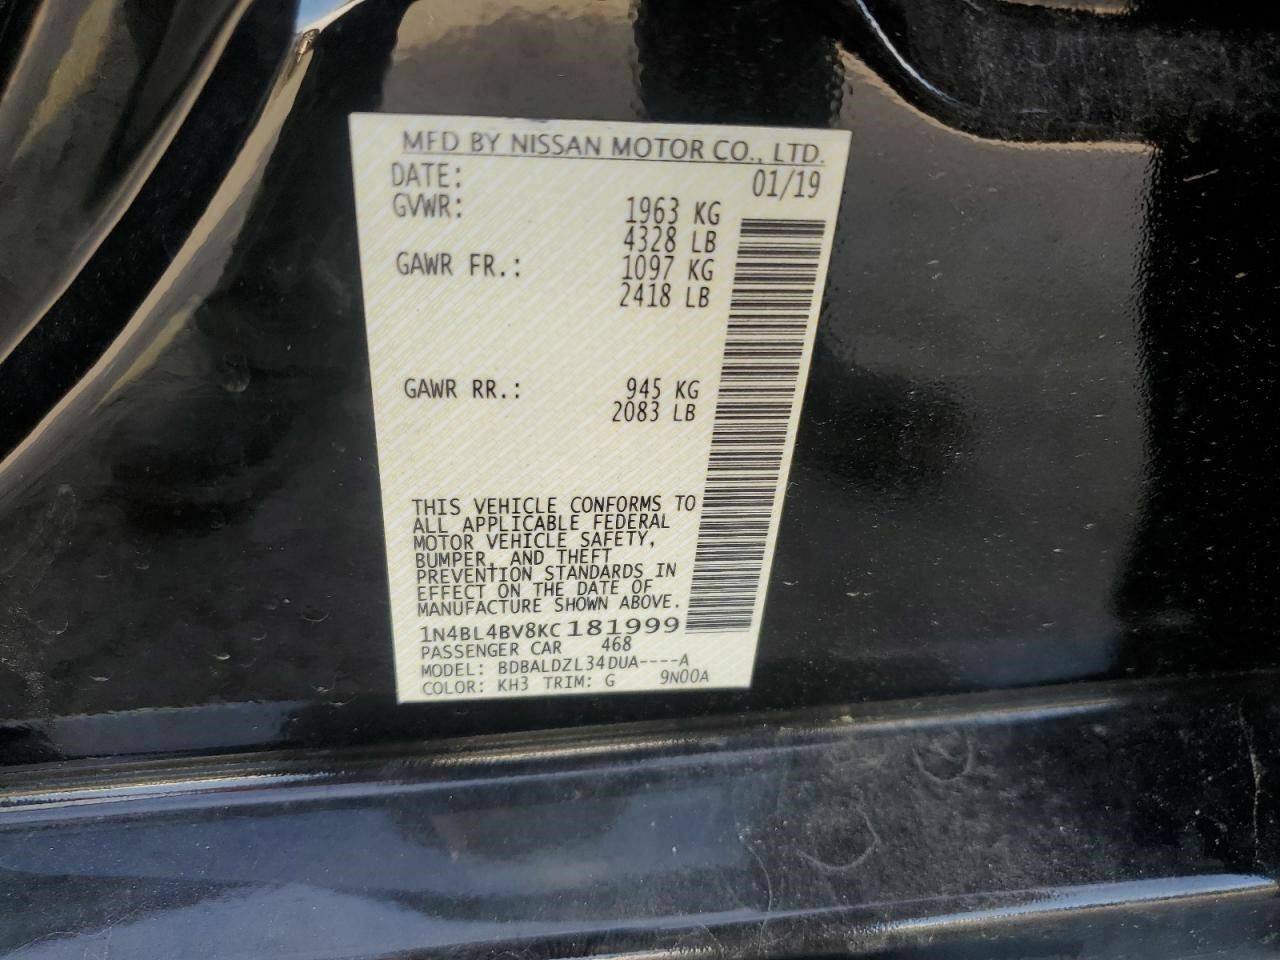 MFD BY NISSAN MOTOR CO., LTD.
DATE: 01/19
GVWR: 1963 KG
4328 LB
GAWR FR.: 1097 KG
2418 LB
GAWR RR.: 945 KG
2083 LB
THIS VEHICLE CONFORMS TO
ALL APPLICABLE FEDERAL
MOTOR VEHICLE SAFETY,
BUMPER, AND THEFT
PREVENTION STANDARDS IN
EFFECT ON THE DATE OF
MANUFACTURE SHOWN ABOVE.
1N4BL4BV8KC181999
PASSENGER CAR 468
MODEL: BDBALDZL34DUA----A
COLOR: KH3 TRIM: G 9N00A